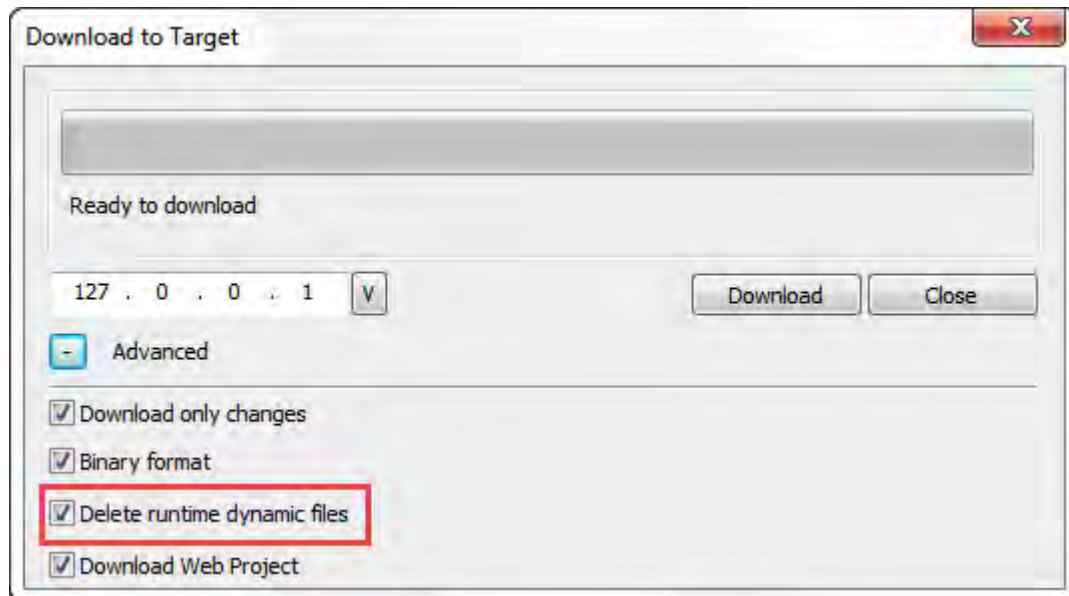 Download to Target
Ready to download
127 . 0 . 0 . 1 V Download Close
- Advanced
Download only changes
Binary format
Delete runtime dynamic files
Download Web Project